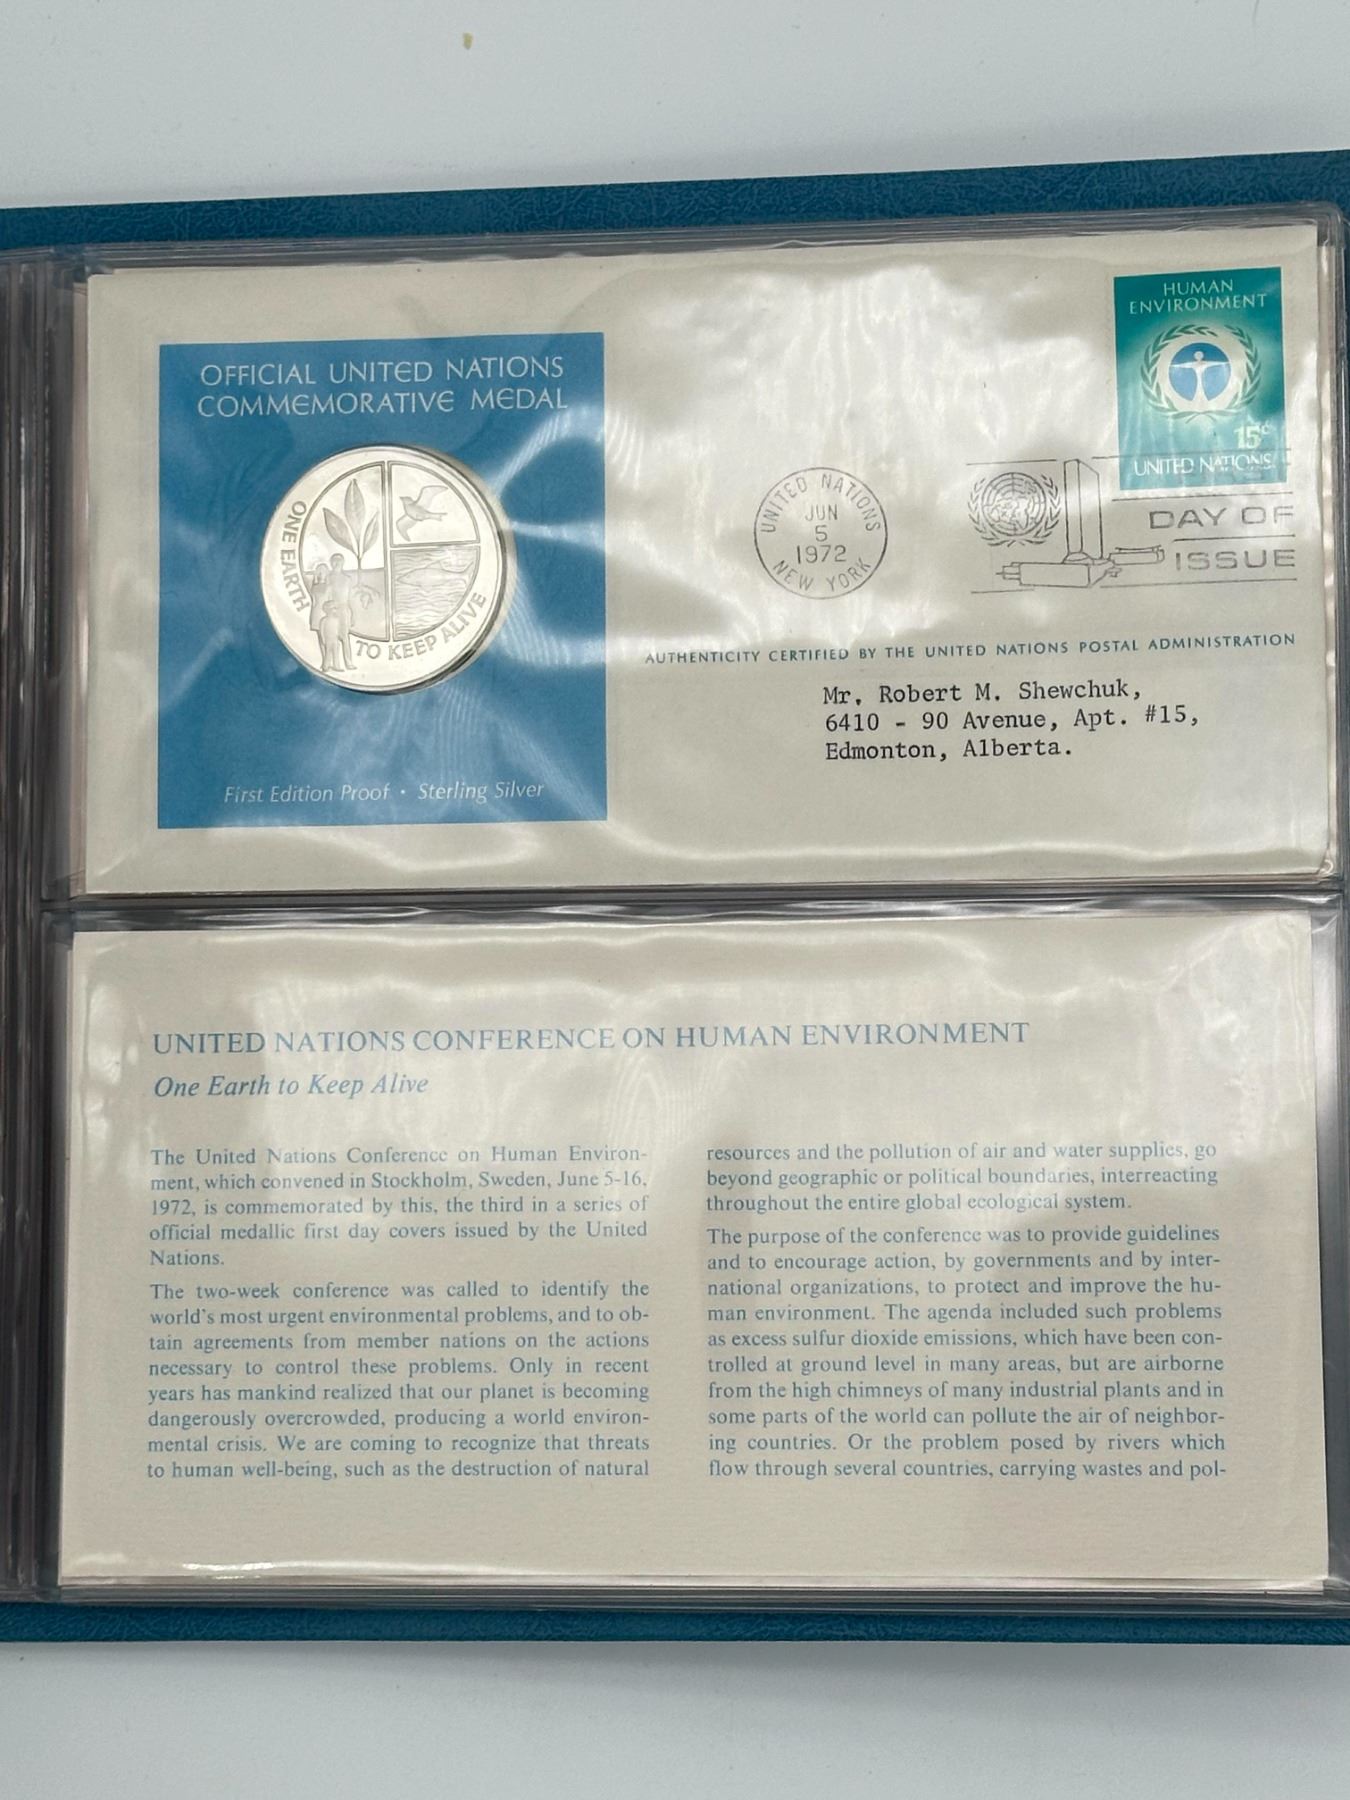 OFFICIAL UNITED NATIONS
COMMEMORATIVE MEDAL
ONE EARTH
TO KEEP ALIVE
First Edition Proof · Sterling Silver
HUMAN
ENVIRONMENT
15c
UNITED NATIONS
UNITED NATIONS
JUN
5
1972
NEW YORK
DAY OF
ISSUE
AUTHENTICITY CERTIFIED BY THE UNITED NATIONS POSTAL ADMINISTRATION
Mr. Robert M. Shewchuk,
6410 - 90 Avenue, Apt. #15,
Edmonton, Alberta.
UNITED NATIONS CONFERENCE ON HUMAN ENVIRONMENT
One Earth to Keep Alive
The United Nations Conference on Human Environ-
ment, which convened in Stockholm, Sweden, June 5-16,
1972, is commemorated by this, the third in a series of
official medallic first day covers issued by the United
Nations.
The two-week conference was called to identify the
world's most urgent environmental problems, and to ob-
tain agreements from member nations on the actions
necessary to control these problems. Only in recent
years has mankind realized that our planet is becoming
dangerously overcrowded, producing a world environ-
mental crisis. We are coming to recognize that threats
to human well-being, such as the destruction of natural
resources and the pollution of air and water supplies, go
beyond geographic or political boundaries, interreacting
throughout the entire global ecological system.
The purpose of the conference was to provide guidelines
and to encourage action, by governments and by inter-
national organizations, to protect and improve the hu-
man environment. The agenda included such problems
as excess sulfur dioxide emissions, which have been con-
trolled at ground level in many areas, but are airborne
from the high chimneys of many industrial plants and in
some parts of the world can pollute the air of neighbor-
ing countries. Or the problem posed by rivers which
flow through several countries, carrying wastes and pol-